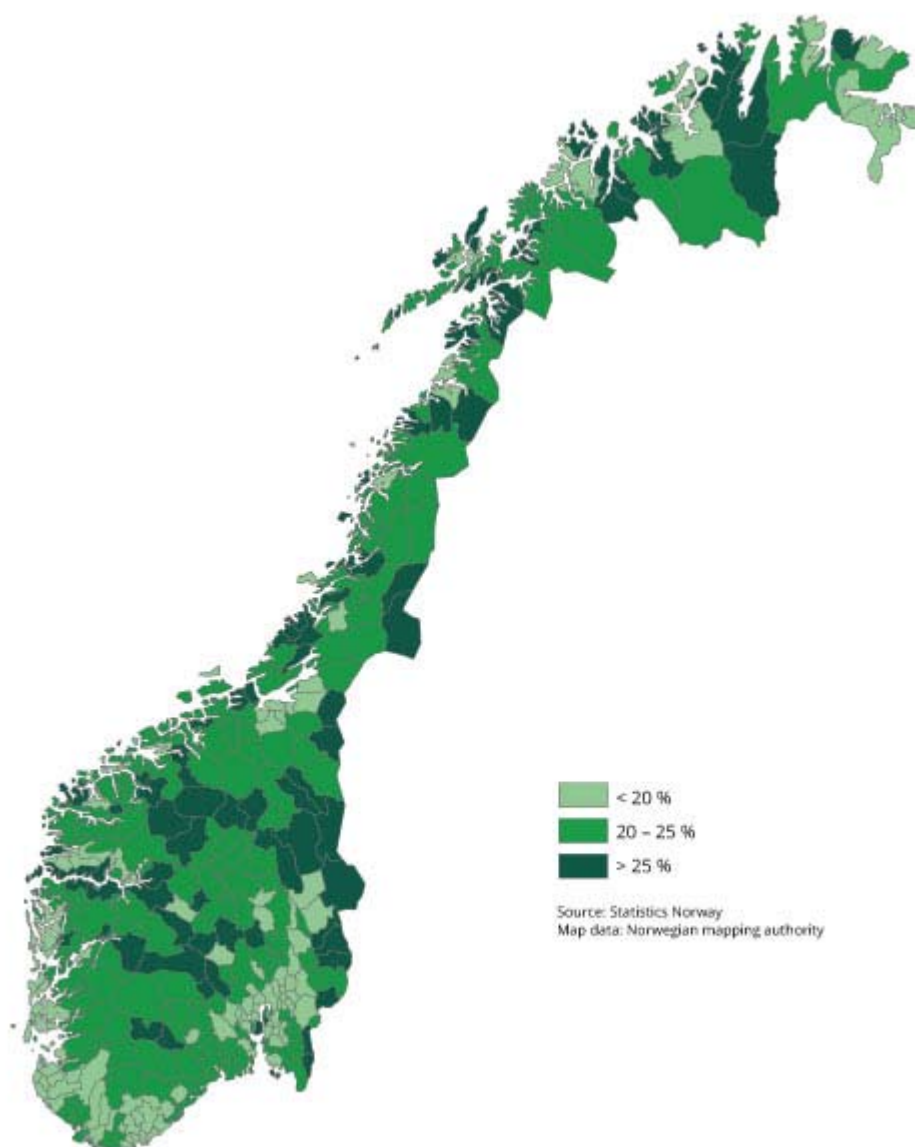 < 20 %
20 – 25 %
> 25 %
Source: Statistics Norway
Map data: Norwegian mapping authority